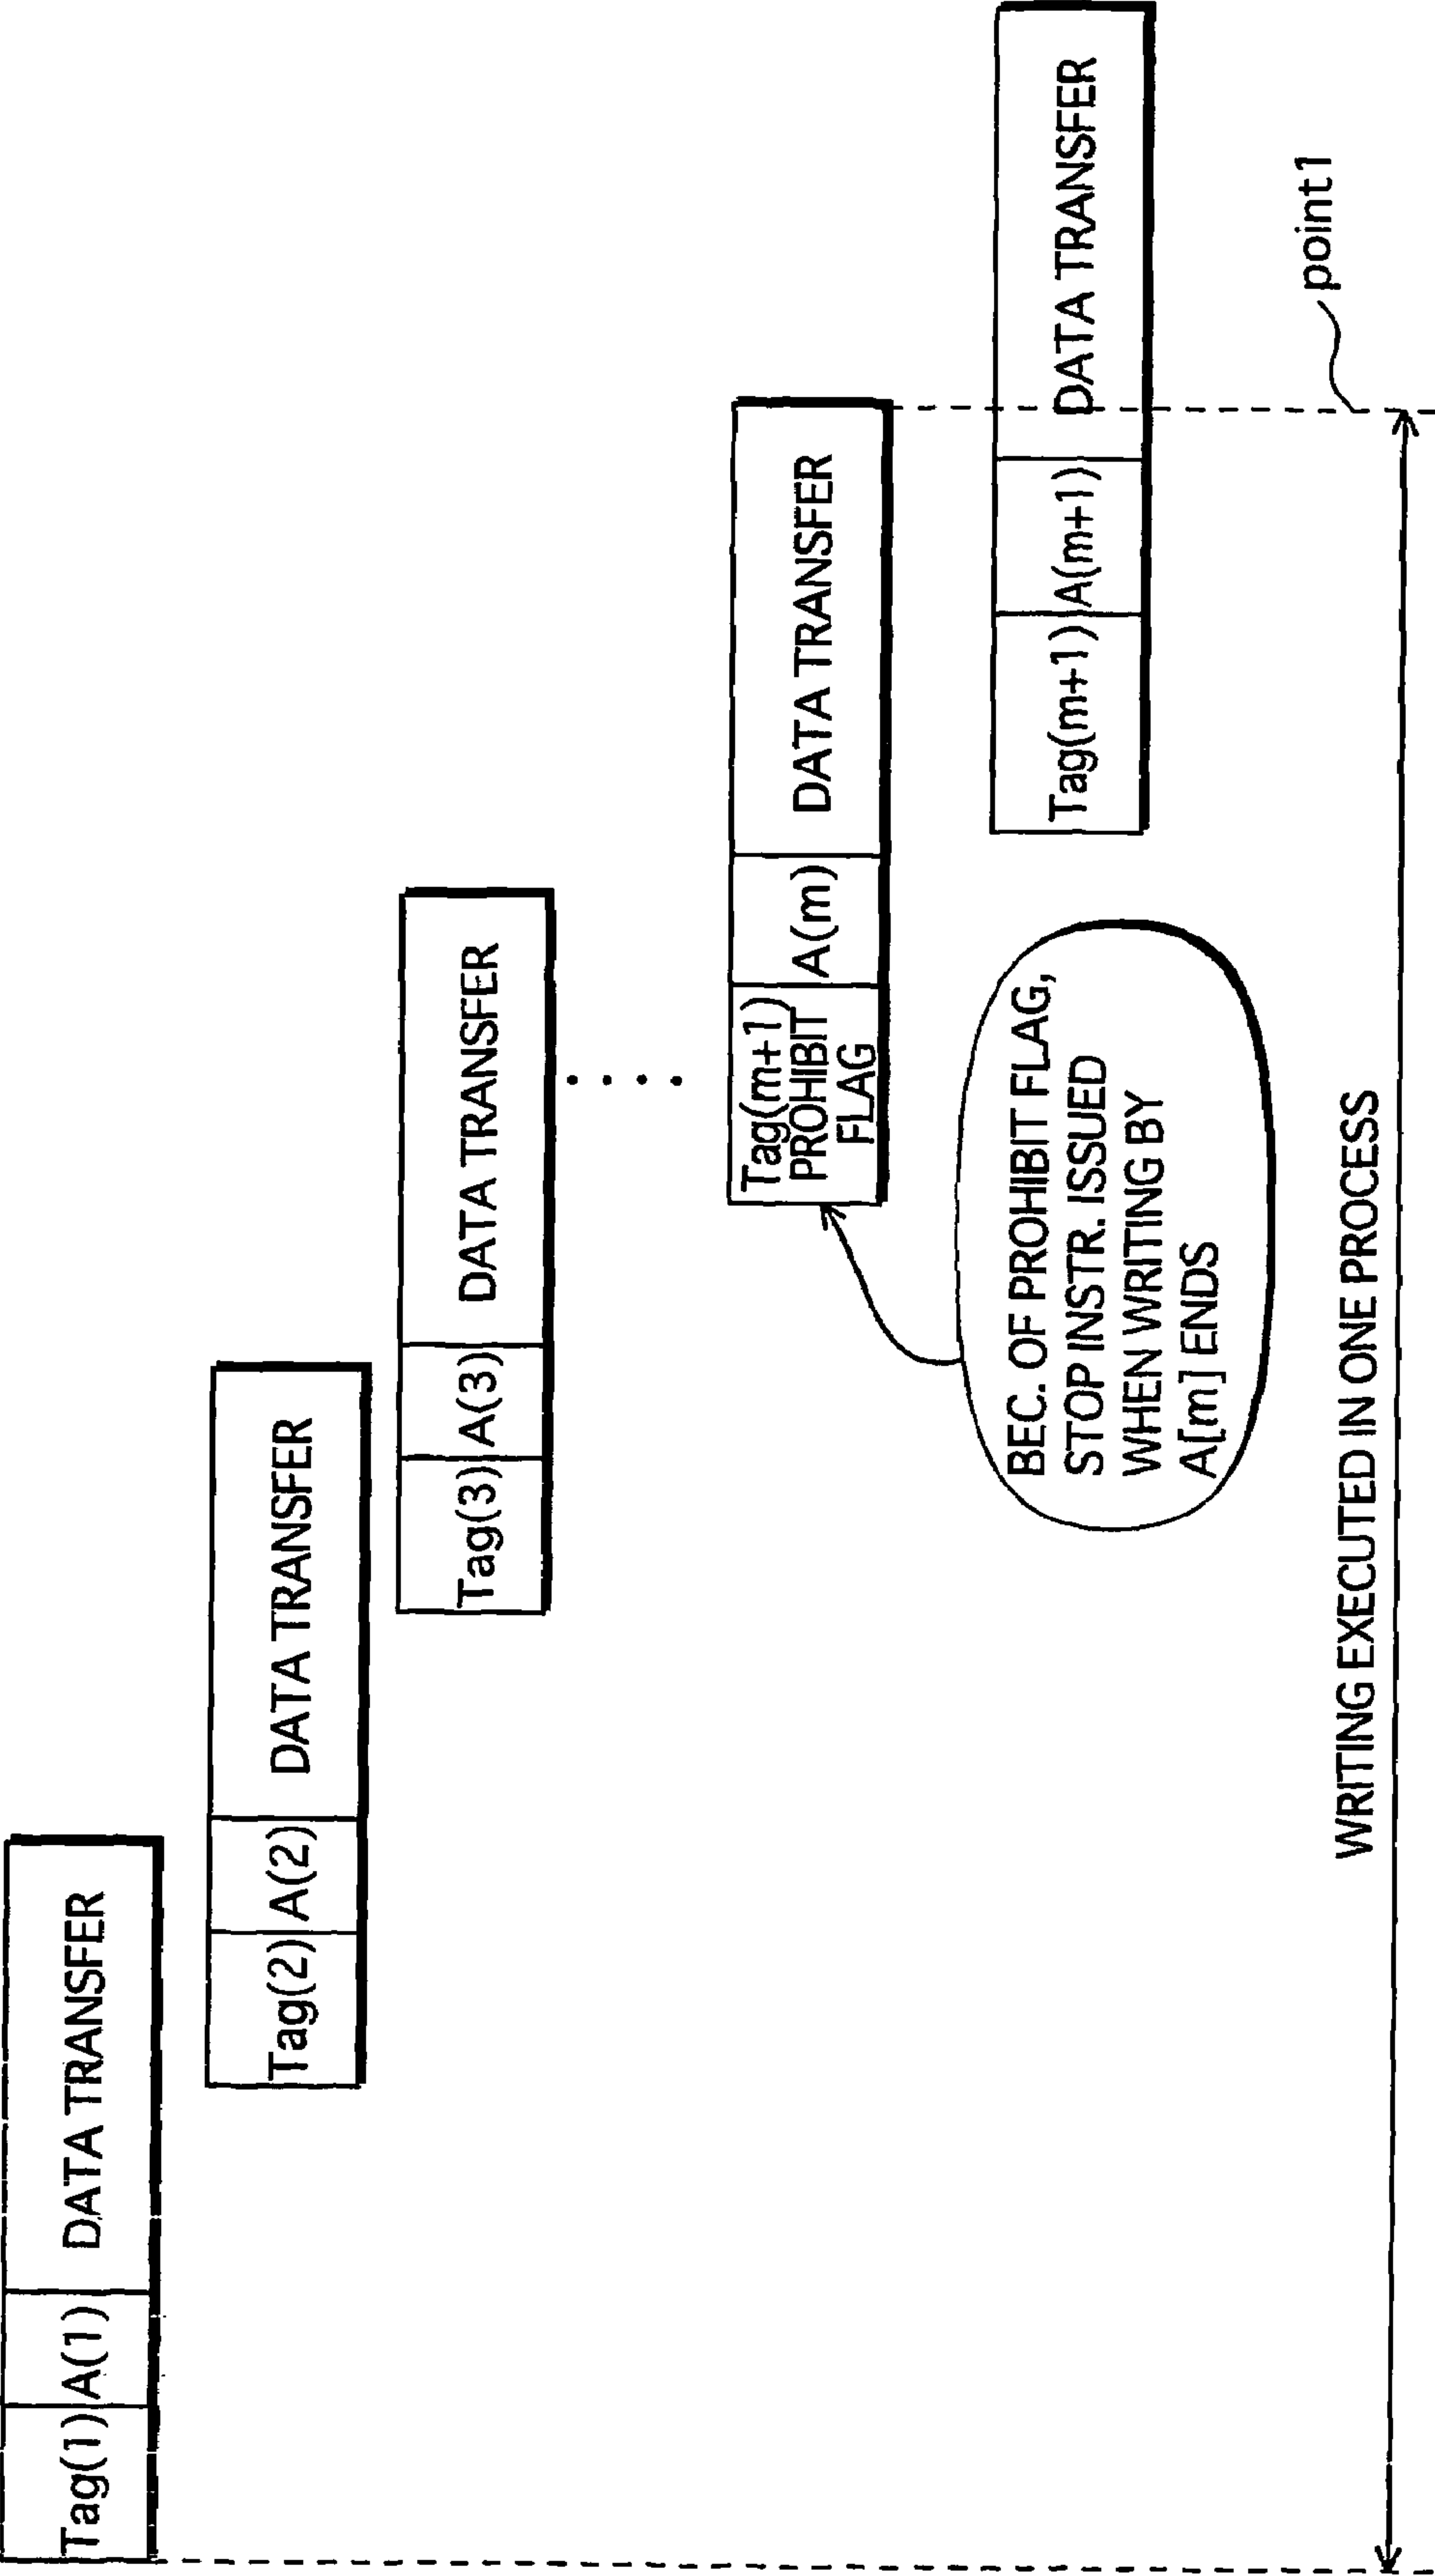 Tag(1) A(1) DATA TRANSFER
Tag(2) A(2) DATA TRANSFER
Tag(3) A(3) DATA TRANSFER
Tag(m+1)
PROHIBIT
FLAG
A(m) DATA TRANSFER
Tag(m+1) A(m+1) DATA TRANSFER
BEC. OF PROHIBIT FLAG,
STOP INSTR. ISSUED
WHEN WRITING BY
A[m] ENDS
point1
WRITING EXECUTED IN ONE PROCESS